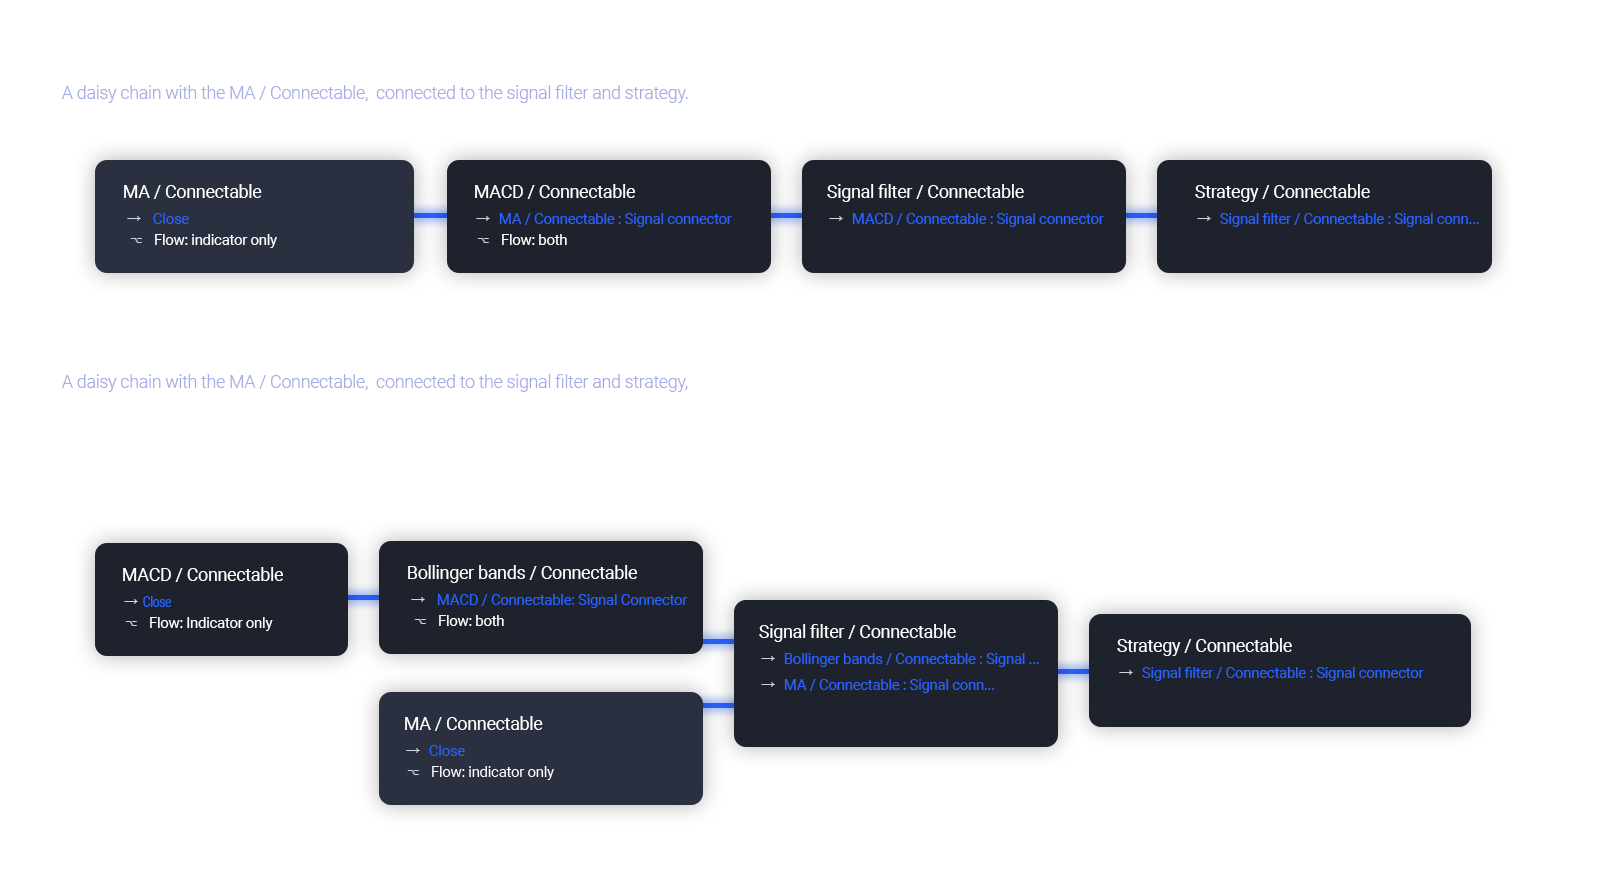 A daisy chain with the MA / Connectable,  connected to the signal filter and strategy.
MA / Connectable
→ Close
⌥ Flow: indicator only
MACD / Connectable
→ MA / Connectable : Signal connector
⌥ Flow: both
Signal filter / Connectable
→ MACD / Connectable : Signal connector
Strategy / Connectable
→ Signal filter / Connectable : Signal conn...
A daisy chain with the MA / Connectable,  connected to the signal filter and strategy,
MACD / Connectable
→ Close
⌥ Flow: Indicator only
Bollinger bands / Connectable
→ MACD / Connectable: Signal Connector
⌥ Flow: both
MA / Connectable
→ Close
⌥ Flow: indicator only
Signal filter / Connectable
→ Bollinger bands / Connectable : Signal ...
→ MA / Connectable : Signal conn...
Strategy / Connectable
→ Signal filter / Connectable : Signal connector